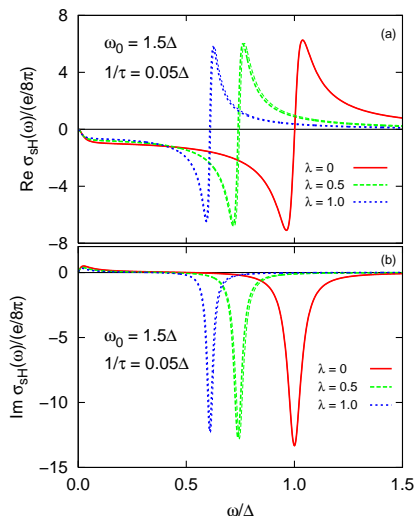 8
(a)
ω₀ = 1.5Δ
1/τ = 0.05Δ
4
0
-4
-8
Re σsH(ω)/(e/8π)
λ = 0
λ = 0.5
λ = 1.0
(b)
0
-5
-10
-15
Im σsH(ω)/(e/8π)
ω₀ = 1.5Δ
1/τ = 0.05Δ
λ = 0
λ = 0.5
λ = 1.0
0.0 0.5 1.0 1.5
ω/Δ